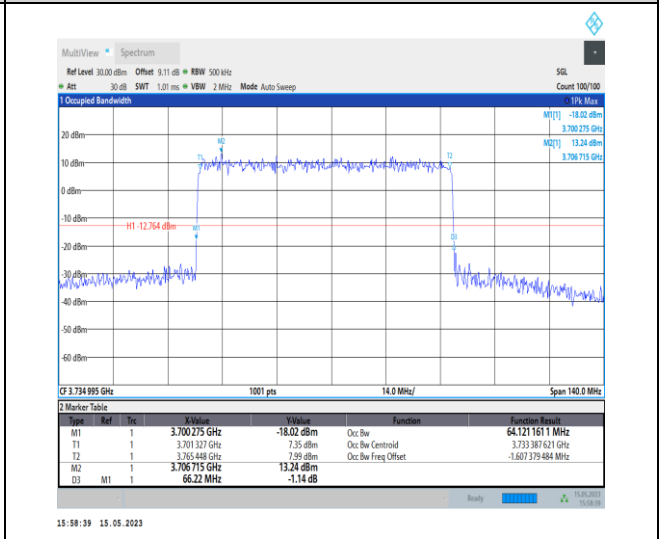 MultiView Spectrum
Ref Level 30.00 dBm Offset 9.11 dB RBW 500 kHz SGL
Att 30 dB SWT 1.01 ms VBW 2 MHz Mode Auto Sweep Count 100/100
1 Occupied Bandwidth 1Pk Max
M1[1] -18.02 dBm
3.700 275 GHz
M2[1] 13.24 dBm
3.706 715 GHz
20 dBm
M2
T1
T2
10 dBm
0 dBm
-10 dBm
H1 -12.764 dBm
M1
D3
-20 dBm
-30 dBm
-40 dBm
-50 dBm
-60 dBm
CF 3.734 995 GHz 1001 pts 14.0 MHz/ Span 140.0 MHz
2 Marker Table
Type Ref Trc X-Value Y-Value Function Function Result
M1 1 3.700 275 GHz -18.02 dBm Occ Bw 64.121 161 1 MHz
T1 1 3.701 327 GHz 7.35 dBm Occ Bw Centroid 3.733 387 621 GHz
T2 1 3.765 448 GHz 7.99 dBm Occ Bw Freq Offset -1.607 379 484 MHz
M2 1 3.706 715 GHz 13.24 dBm
D3 M1 1 66.22 MHz -1.14 dB
Ready 15.05.2023
15:58:39
15:58:39 15.05.2023